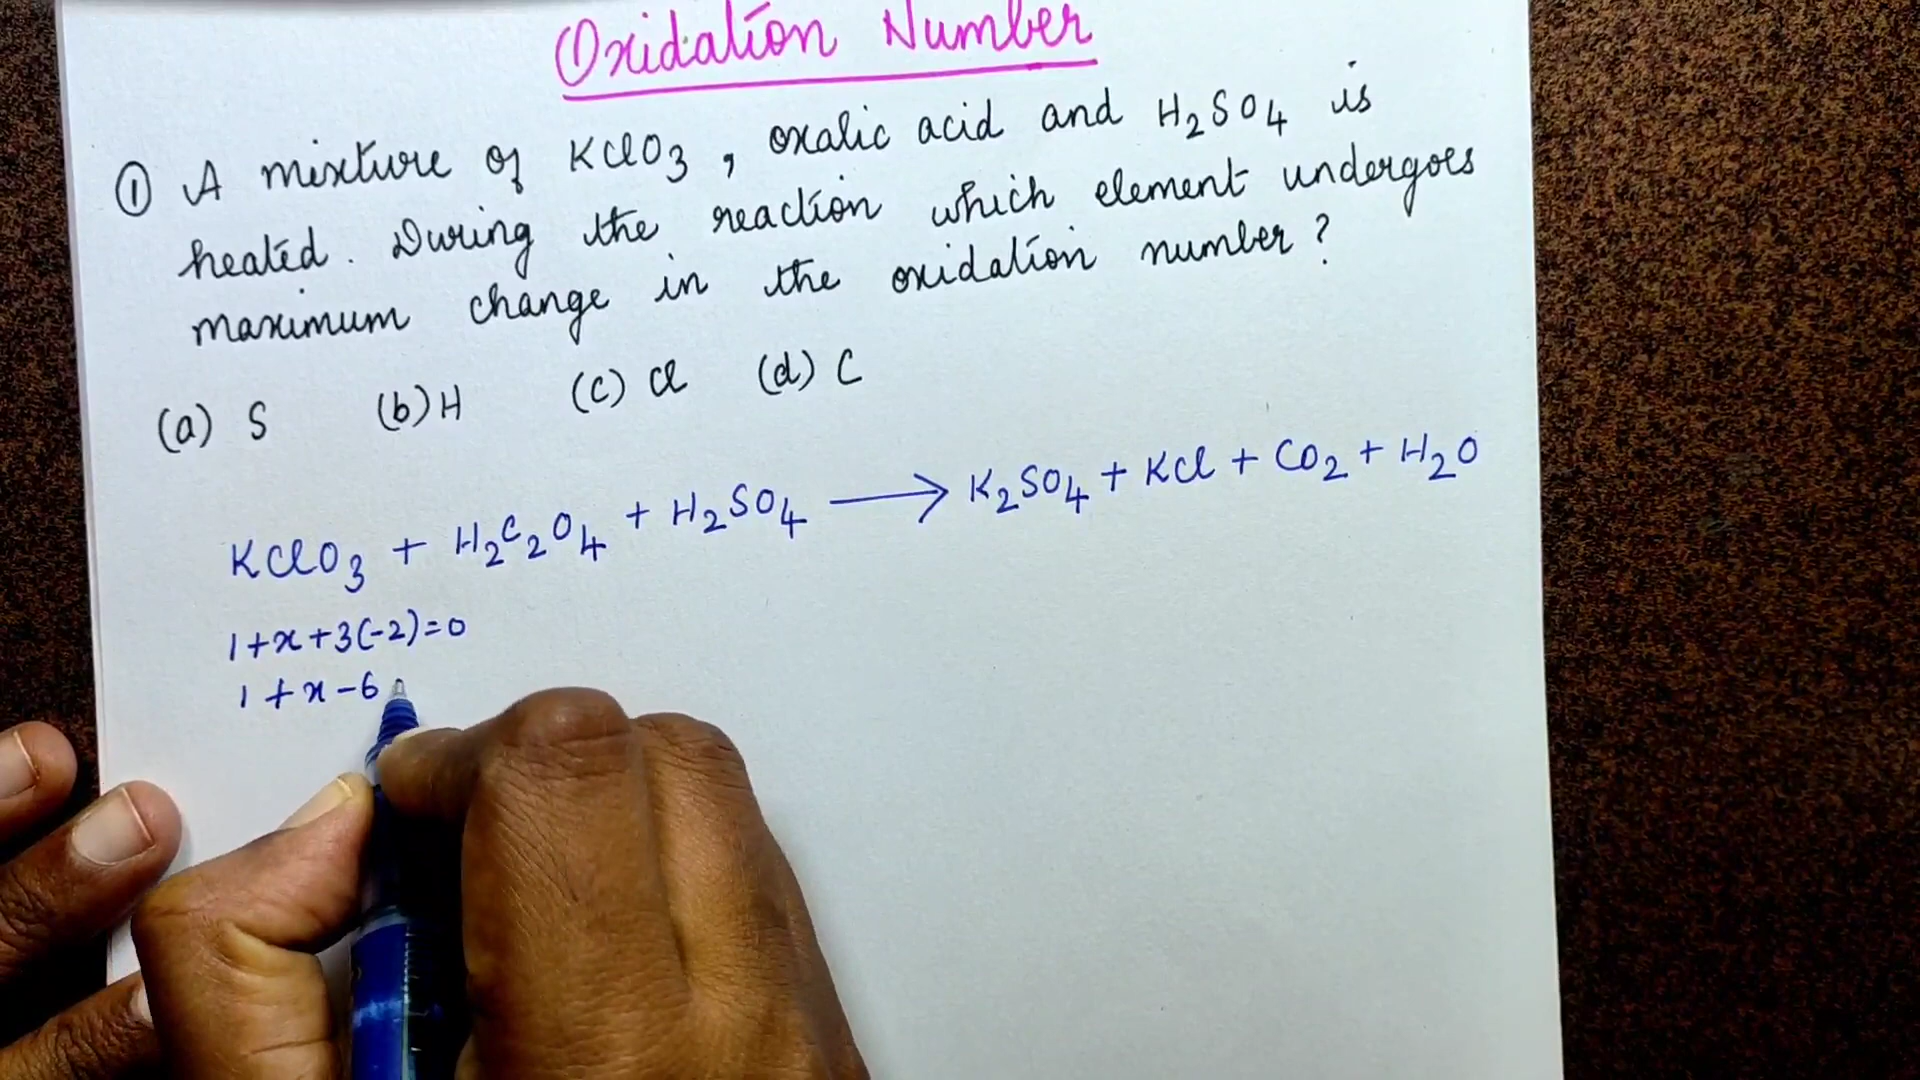 Oxidation Number
① A mixture of KClO3, oxalic acid and H2SO4 is
heated. During the reaction which element undergoes
maximum change in the oxidation number?
(a) S (b) H (c) Cl (d) C
KClO3 + H2C2O4 + H2SO4 ⟶ K2SO4 + KCl + CO2 + H2O
1+x+3(-2)=0
1+x-6